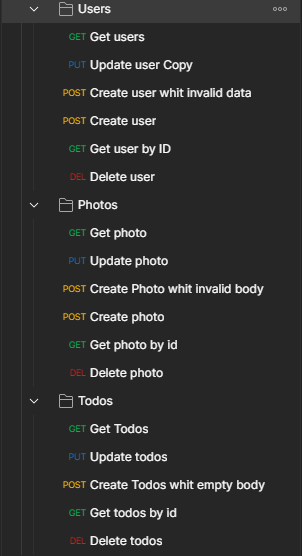 Users
GET Get users
PUT Update user Copy
POST Create user whit invalid data
POST Create user
GET Get user by ID
DEL Delete user
Photos
GET Get photo
PUT Update photo
POST Create Photo whit invalid body
POST Create photo
GET Get photo by id
DEL Delete photo
Todos
GET Get Todos
PUT Update todos
POST Create Todos whit empty body
GET Get todos by id
DEL Delete todos